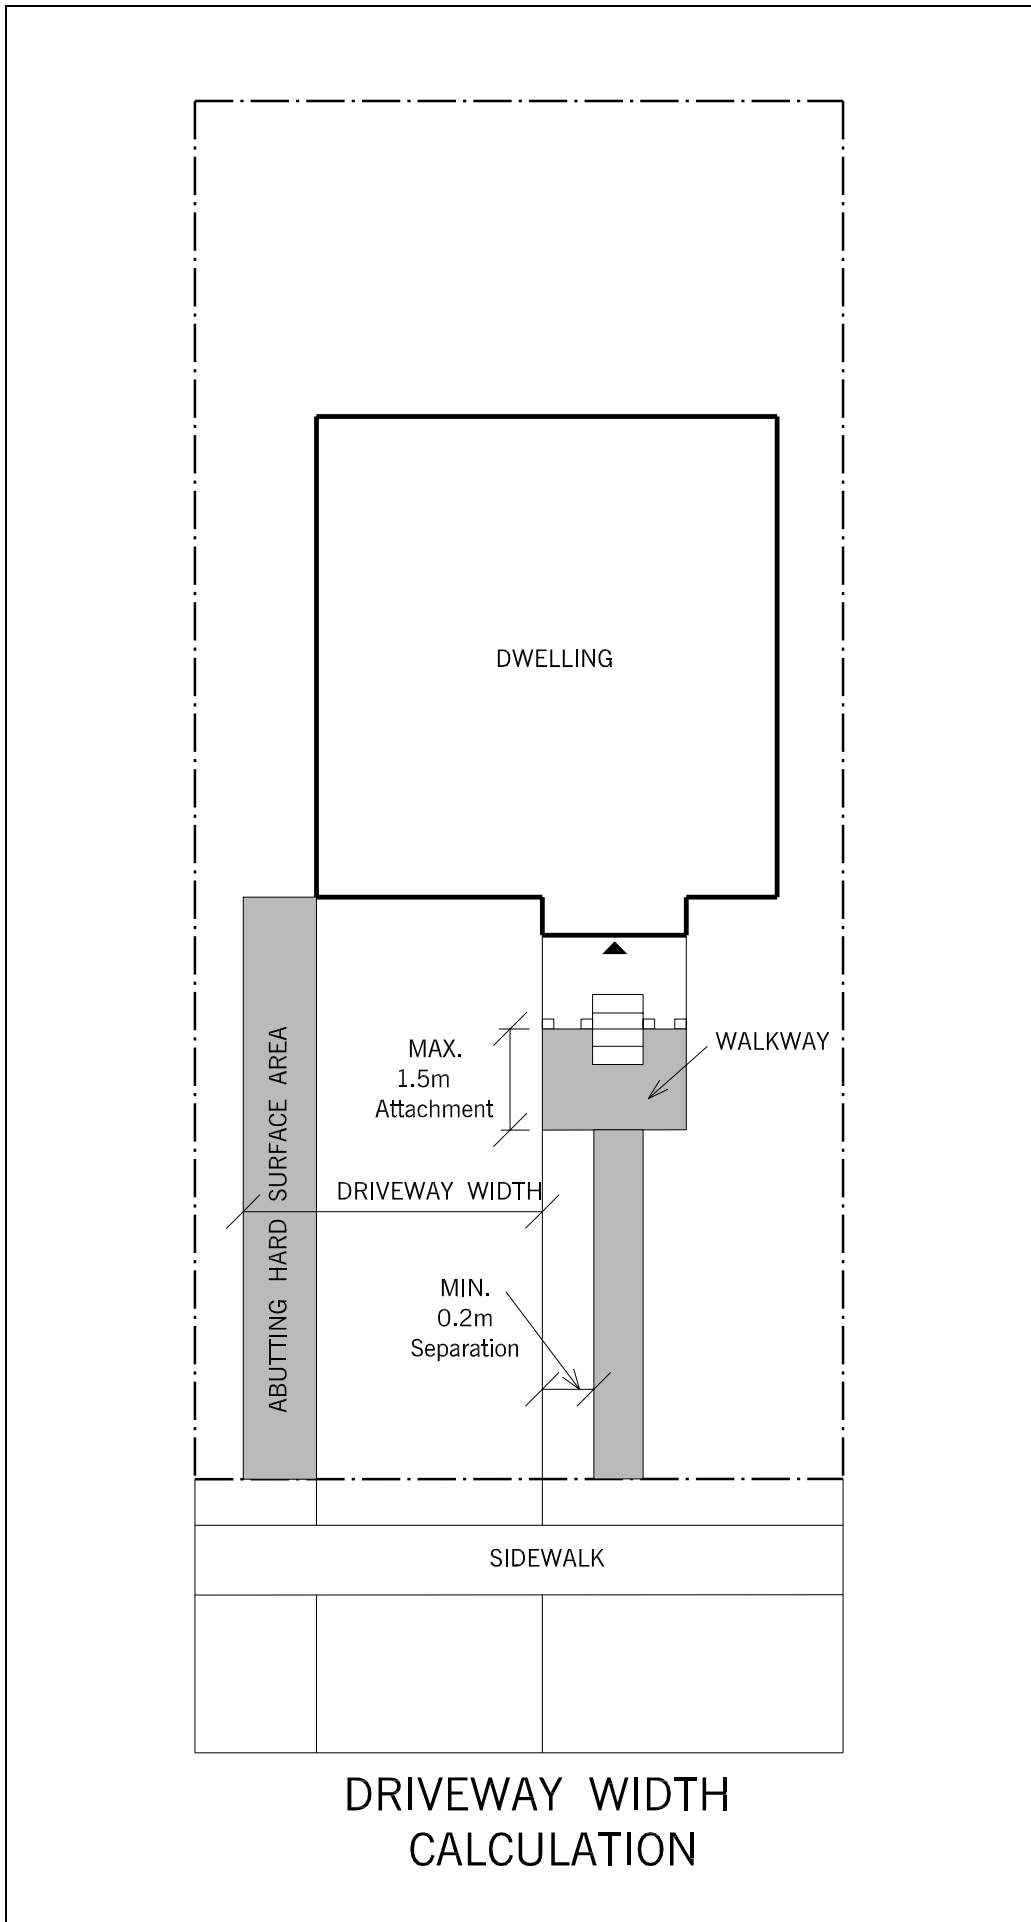 DWELLING
WALKWAY
MAX.
1.5m
Attachment
ABUTTING HARD SURFACE AREA
DRIVEWAY WIDTH
MIN.
0.2m
Separation
SIDEWALK
DRIVEWAY WIDTH
CALCULATION